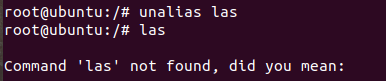 root@ubuntu:/# unalias las
root@ubuntu:/# las
Command 'las' not found, did you mean: